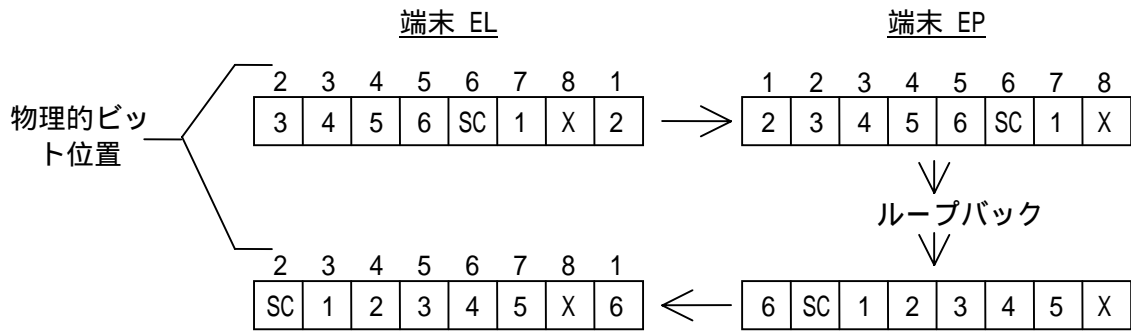 端末 EL
端末 EP
2 3 4 5 6 7 8 1
1 2 3 4 5 6 7 8
3 4 5 6 SC 1 X 2
2 3 4 5 6 SC 1 X
物理的ビッ
ト位置
ループバック
2 3 4 5 6 7 8 1
SC 1 2 3 4 5 X 6
6 SC 1 2 3 4 5 X